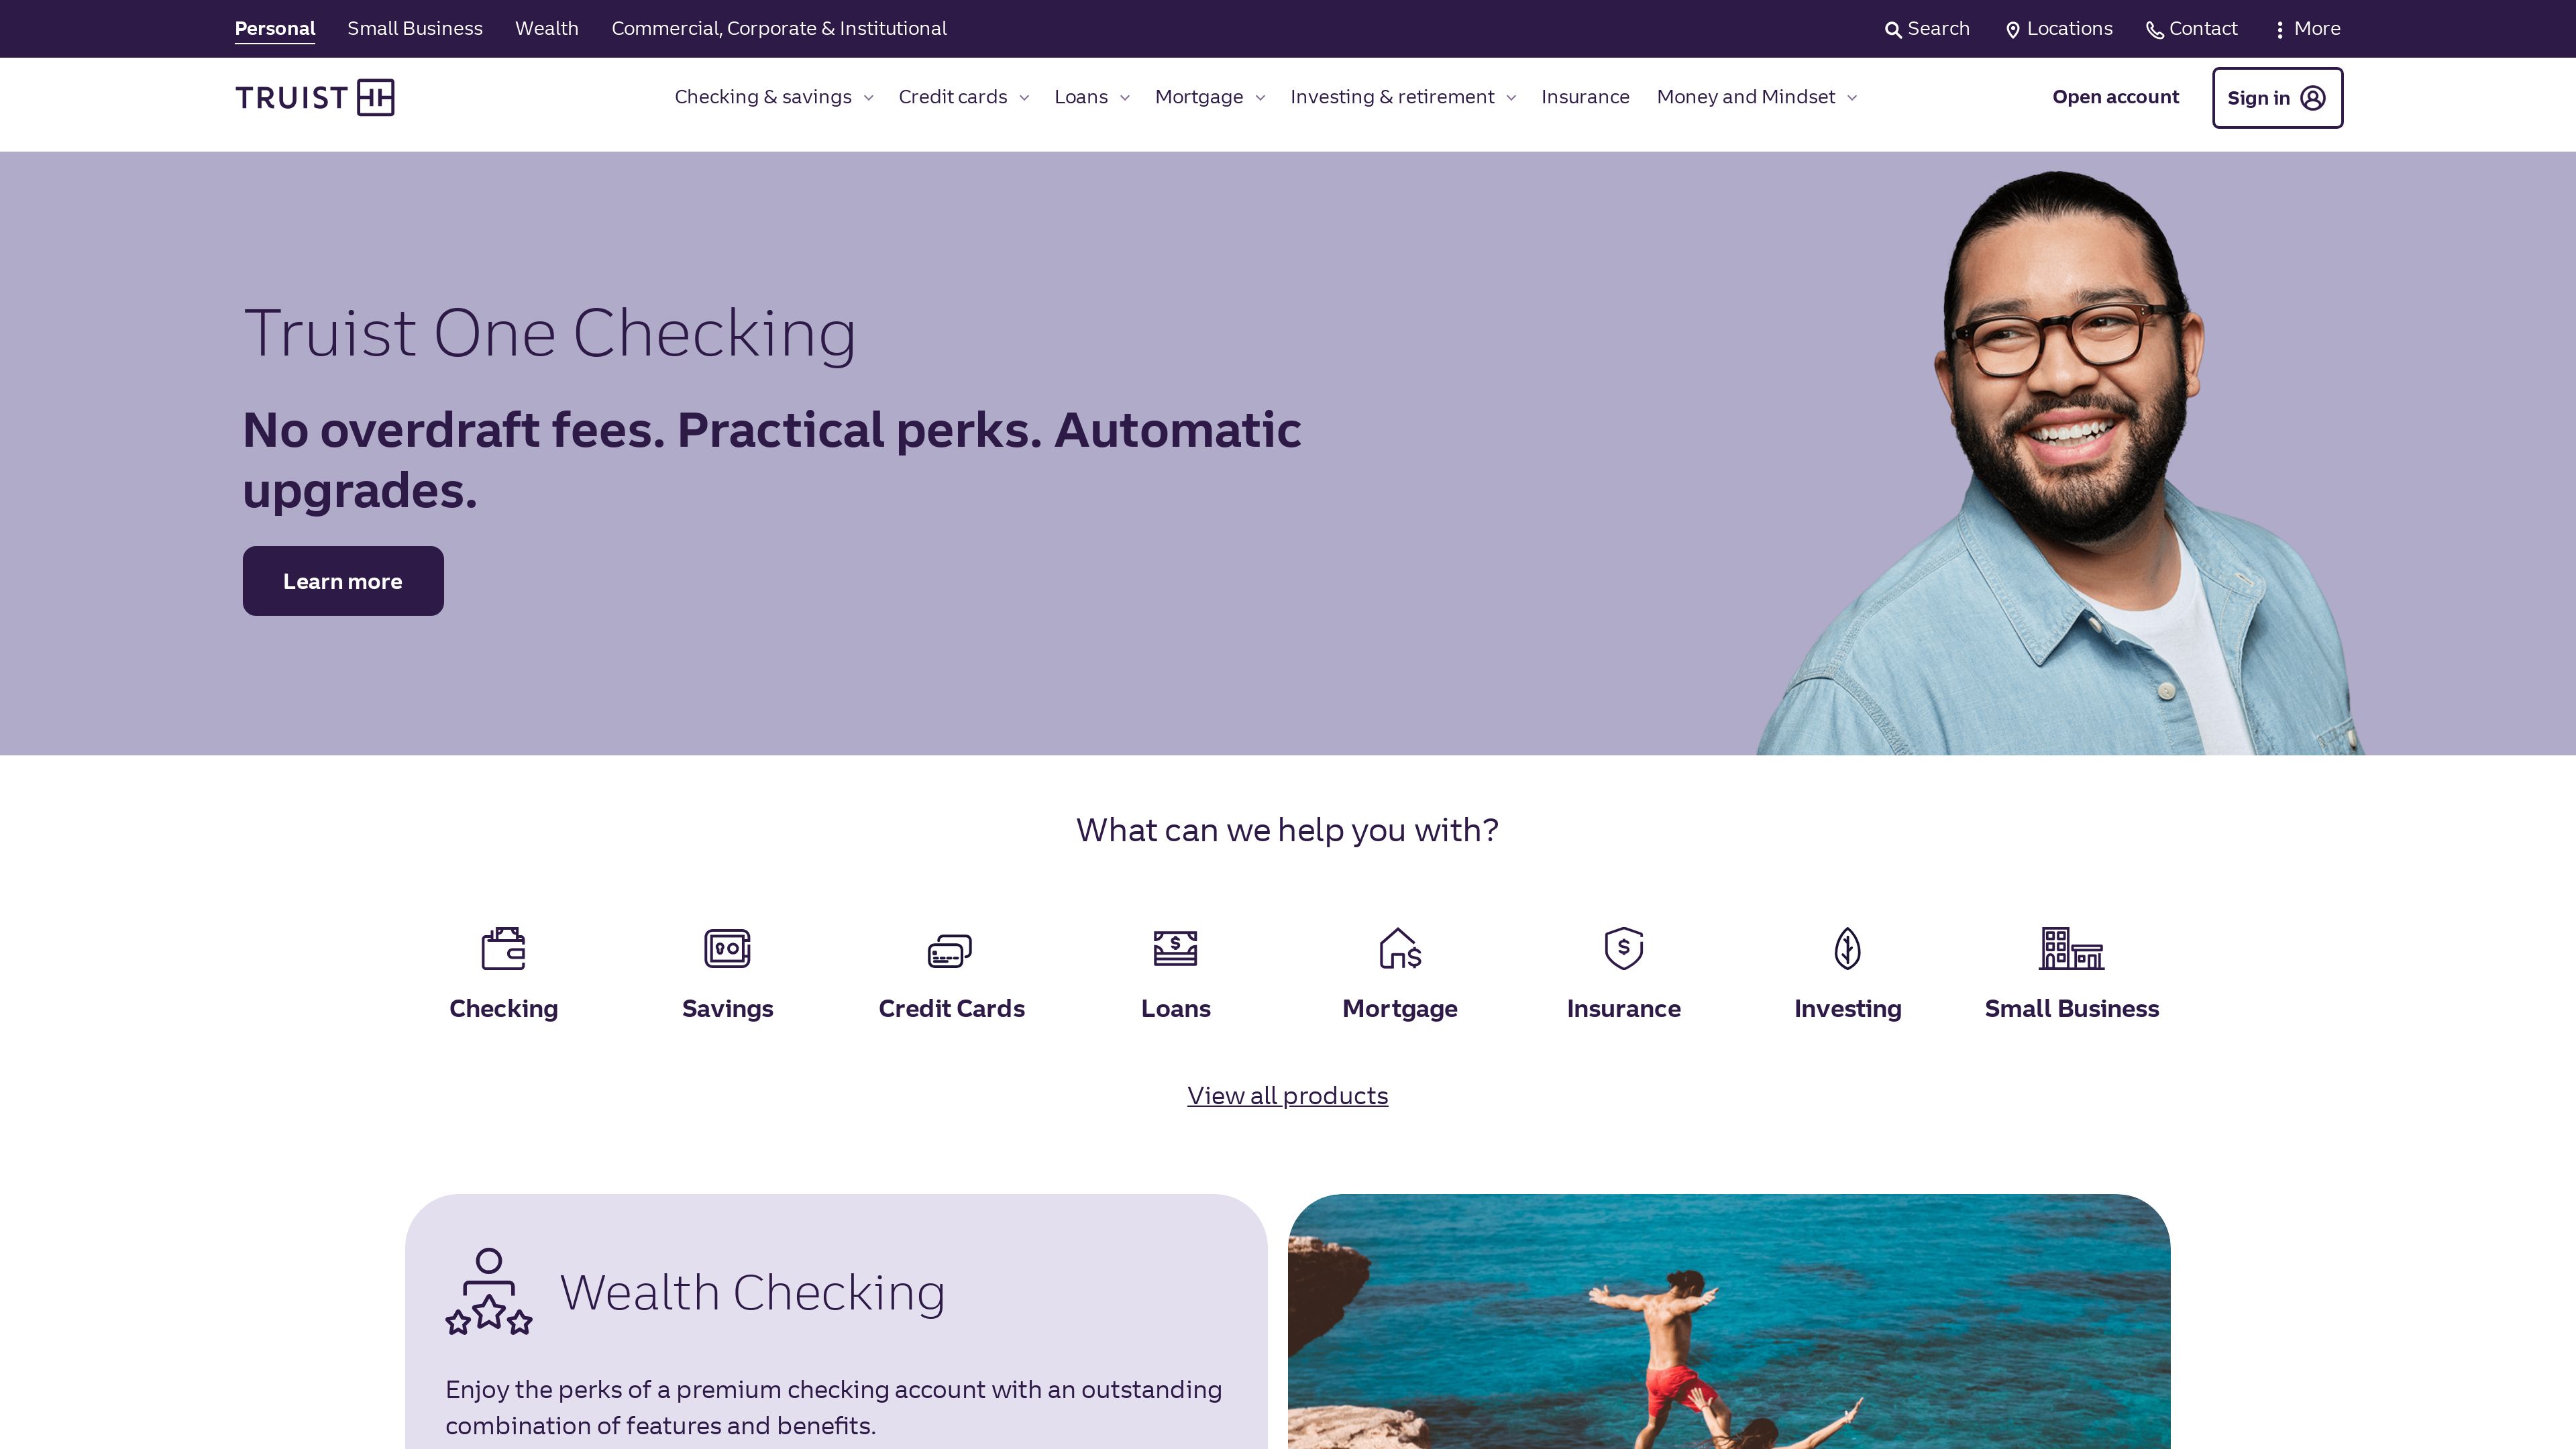 Personal
Small Business
Wealth
Commercial, Corporate & Institutional
Search
Locations
Contact
More
TRUIST
Checking & savings
Credit cards
Loans
Mortgage
Investing & retirement
Insurance
Money and Mindset
Open account
Sign in
Truist One Checking
No overdraft fees. Practical perks. Automatic
upgrades.
Learn more
What can we help you with?
Checking
Savings
Credit Cards
Loans
Mortgage
Insurance
Investing
Small Business
View all products
Wealth Checking
Enjoy the perks of a premium checking account with an outstanding
combination of features and benefits.